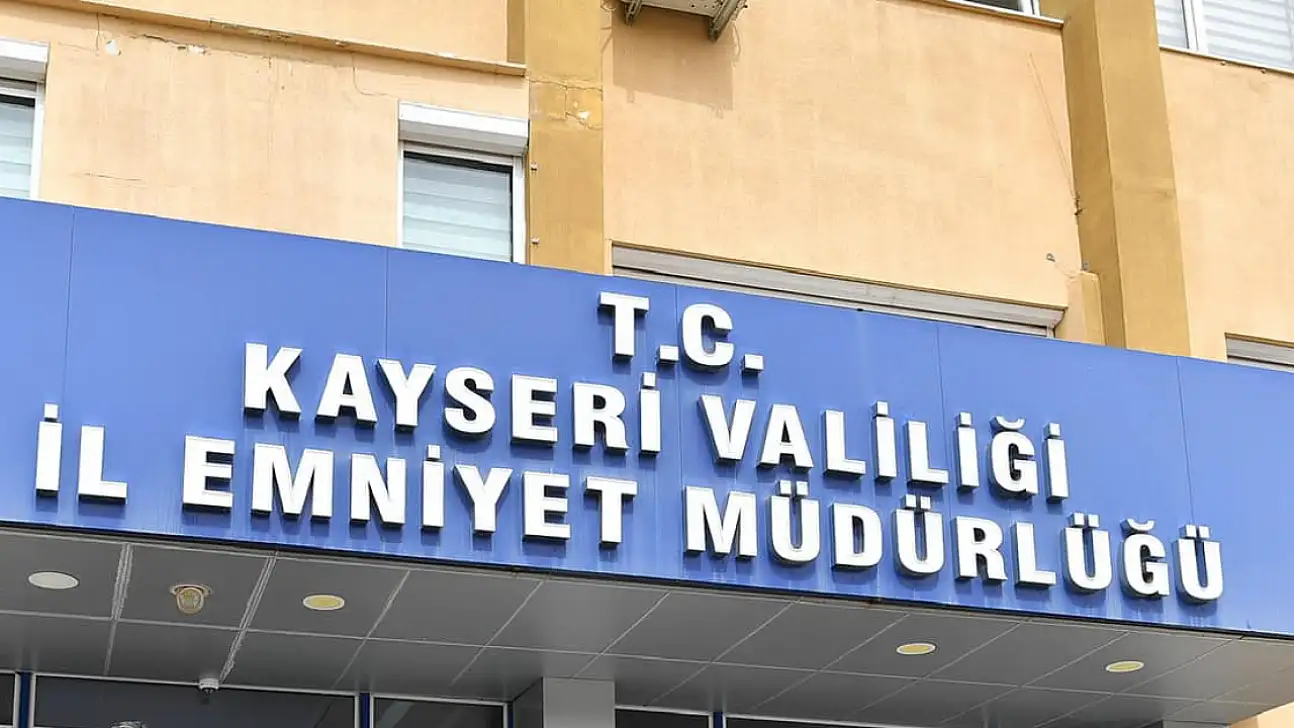 T.C.
KAYSERİ VALİLİĞİ
İL EMNİYET MÜDÜRLÜĞÜ